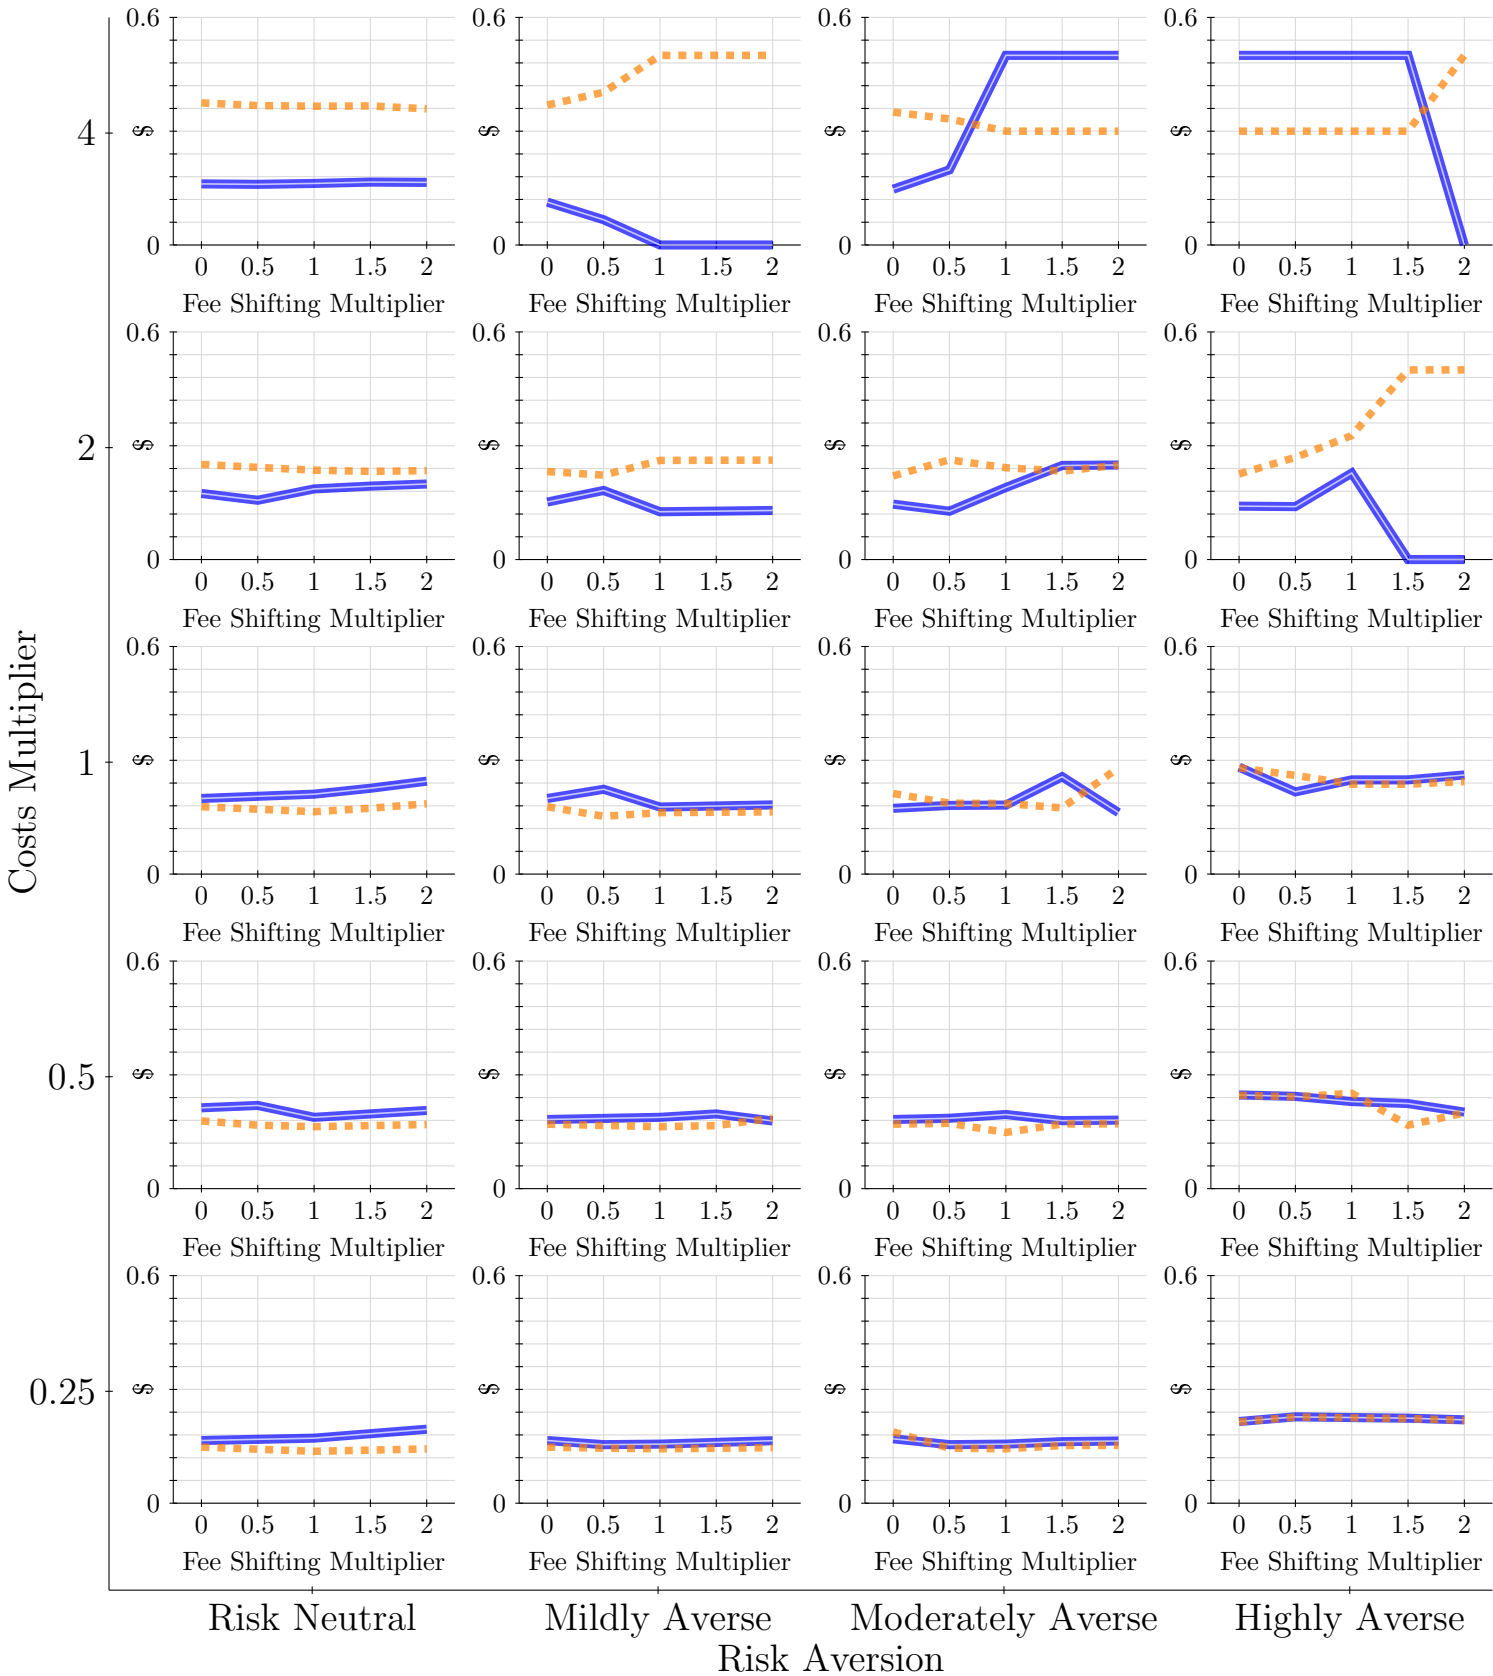 0.6 0.6 0.6 0.6
4 $ $ $ $
0 0 0 0
0 0.5 1 1.5 2 0 0.5 1 1.5 2 0 0.5 1 1.5 2 0 0.5 1 1.5 2
Fee Shifting Multiplier Fee Shifting Multiplier Fee Shifting Multiplier Fee Shifting Multiplier
0.6 0.6 0.6 0.6
2 $ $ $ $
0 0 0 0
0 0.5 1 1.5 2 0 0.5 1 1.5 2 0 0.5 1 1.5 2 0 0.5 1 1.5 2
Fee Shifting Multiplier Fee Shifting Multiplier Fee Shifting Multiplier Fee Shifting Multiplier
Costs Multiplier
0.6 0.6 0.6 0.6
1 $ $ $ $
0 0 0 0
0 0.5 1 1.5 2 0 0.5 1 1.5 2 0 0.5 1 1.5 2 0 0.5 1 1.5 2
Fee Shifting Multiplier Fee Shifting Multiplier Fee Shifting Multiplier Fee Shifting Multiplier
0.6 0.6 0.6 0.6
0.5 $ $ $ $
0 0 0 0
0 0.5 1 1.5 2 0 0.5 1 1.5 2 0 0.5 1 1.5 2 0 0.5 1 1.5 2
Fee Shifting Multiplier Fee Shifting Multiplier Fee Shifting Multiplier Fee Shifting Multiplier
0.6 0.6 0.6 0.6
0.25 $ $ $ $
0 0 0 0
0 0.5 1 1.5 2 0 0.5 1 1.5 2 0 0.5 1 1.5 2 0 0.5 1 1.5 2
Fee Shifting Multiplier Fee Shifting Multiplier Fee Shifting Multiplier Fee Shifting Multiplier
Risk Neutral Mildly Averse Moderately Averse Highly Averse
Risk Aversion